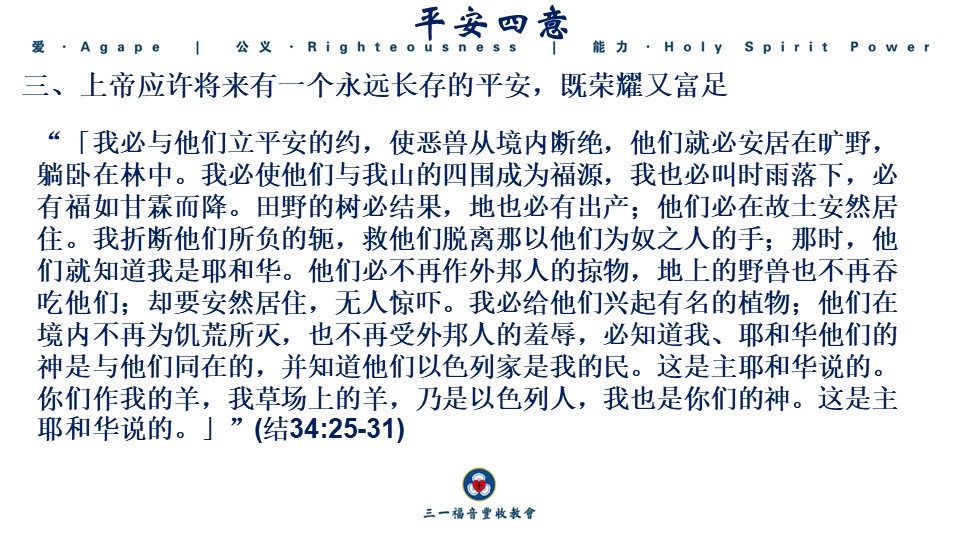 平安四意
爱 · Agape | 公义 · Righteousness | 能力 · Holy Spirit Power
三、上帝应许将来有一个永远长存的平安，既荣耀又富足
“「我必与他们立平安的约，使恶兽从境内断绝，他们就必安居在旷野，
躺卧在林中。我必使他们与我山的四围成为福源，我也必叫时雨落下，必
有福如甘霖而降。田野的树必结果，地也必有出产；他们必在故土安然居
住。我折断他们所负的轭，救他们脱离那以他们为奴之人的手；那时，他
们就知道我是耶和华。他们必不再作外邦人的掠物，地上的野兽也不再吞
吃他们；却要安然居住，无人惊吓。我必给他们兴起有名的植物；他们在
境内不再为饥荒所灭，也不再受外邦人的羞辱，必知道我、耶和华他们的
神是与他们同在的，并知道他们以色列家是我的民。这是主耶和华说的。
你们作我的羊，我草场上的羊，乃是以色列人，我也是你们的神。这是主
耶和华说的。」”(结34:25-31)
三一福音豐收教會